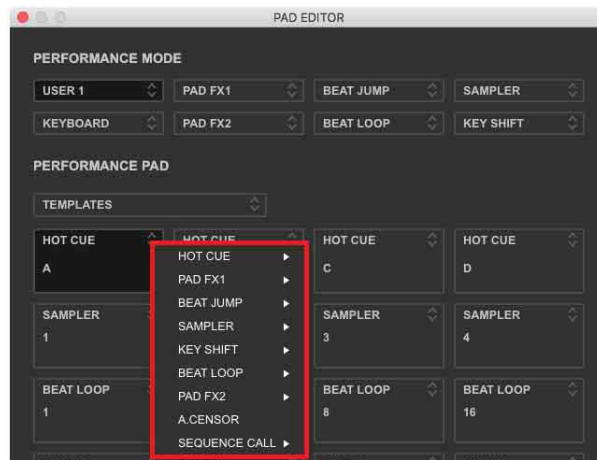 PAD EDITOR
PERFORMANCE MODE
USER 1 PAD FX1 BEAT JUMP SAMPLER
KEYBOARD PAD FX2 BEAT LOOP KEY SHIFT
PERFORMANCE PAD
TEMPLATES
HOT CUE HOT CUE HOT CUE HOT CUE
A C D
HOT CUE
PAD FX1
BEAT JUMP
SAMPLER
KEY SHIFT
BEAT LOOP
PAD FX2
A.CENSOR
SEQUENCE CALL
SAMPLER SAMPLER SAMPLER
1 3 4
BEAT LOOP BEAT LOOP BEAT LOOP
1 8 16